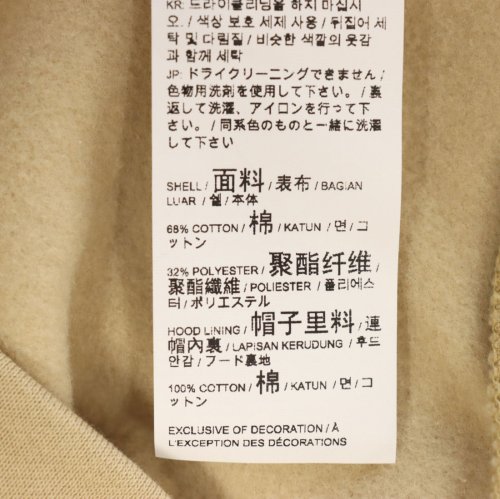 KR: 드라이클리닝을 하지 마십시
오. / 색상 보호 세제 사용 / 뒤집어 세
탁 및 다림질 / 비슷한 색깔의 옷감
과 함께 세탁
JP: ドライクリーニングできません /
色物用洗剤を使用して下さい。/ 裏
返して洗濯、アイロンを行って下
さい。/ 同系色のものと一緒に洗濯
して下さい
SHELL / 面料 / 表布 / BAGIAN
LUAR / 쉘 / 本体
68% COTTON / 棉 / KATUN / 면 / コ
ットン
32% POLYESTER / 聚酯纤维 /
聚酯纖維 / POLIESTER / 폴리에스
터 / ポリエステル
HOOD LINING / 帽子里料 / 連
帽內裏 / LAPISAN KERUDUNG / 후드
안감 / フード裏地
100% COTTON / 棉 / KATUN / 면 / コ
ットン
EXCLUSIVE OF DECORATION / À
L'EXCEPTION DES DÉCORATIONS